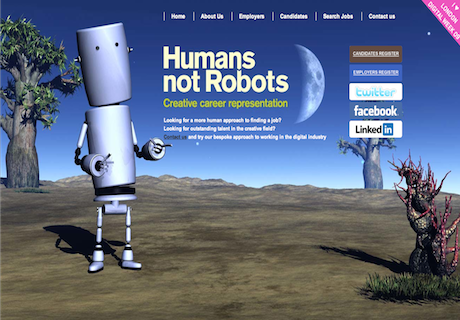 Home
About Us
Employers
Candidates
Search Jobs
Contact us
I ♥
LONDON
DIGITAL WEEK
Humans
not Robots
Creative career representation
Looking for a more human approach to finding a job?
Looking for outstanding talent in the creative field?
Contact us and try our bespoke approach to working in the digital industry
CANDIDATES REGISTER
EMPLOYERS REGISTER
twitter
facebook
Linked in